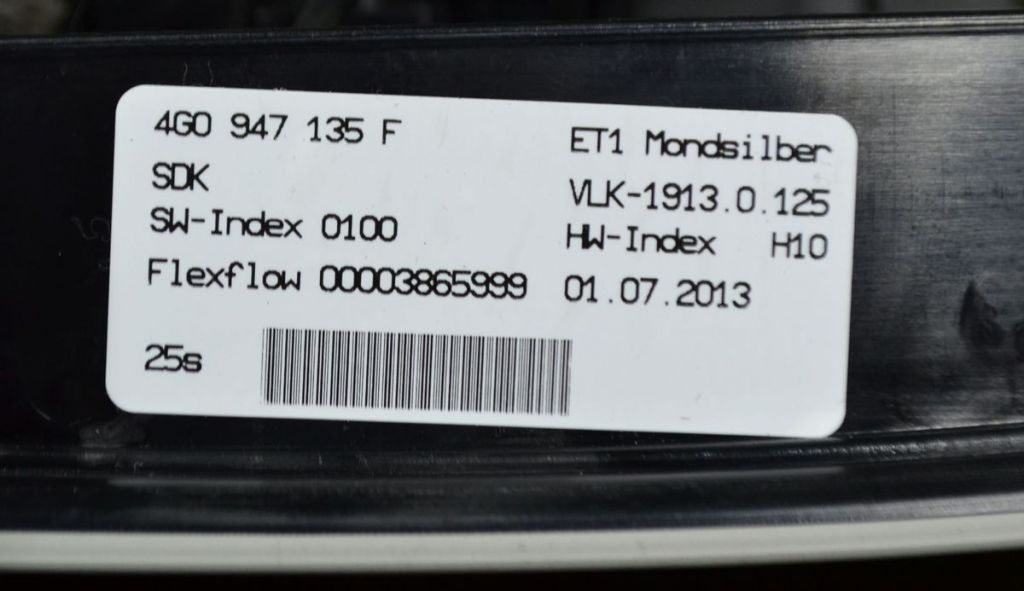 4G0 947 135 F ET1 Mondsilber
SDK VLK-1913.0.125
SW-Index 0100 HW-Index H10
Flexflow 00003865999 01.07.2013
25s